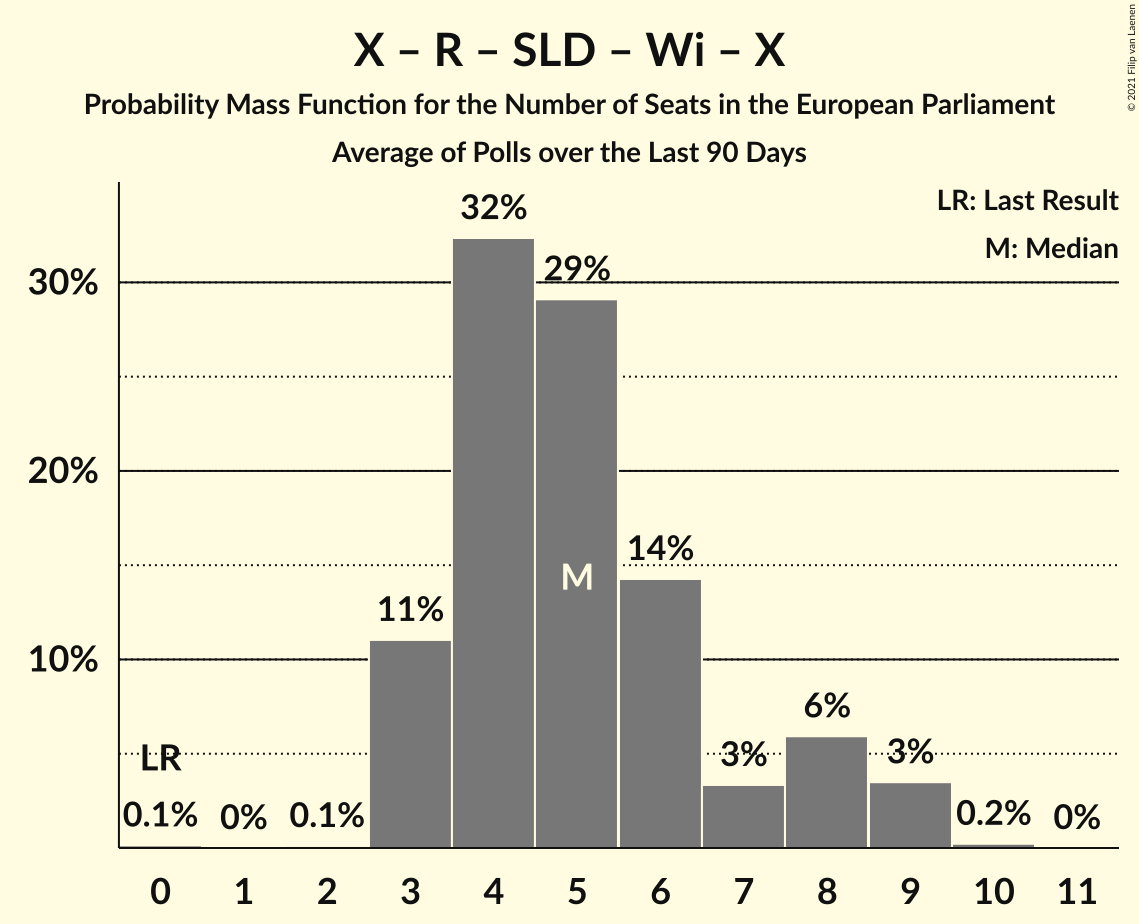 X – R – SLD – Wi – X
Probability Mass Function for the Number of Seats in the European Parliament
Average of Polls over the Last 90 Days
© 2021 Filip van Laenen
LR: Last Result
M: Median
32%
29%
30%
20%
14%
M
11%
10%
6%
LR
3%
3%
0.1%
0%
0.1%
0.2%
0%
0 1 2 3 4 5 6 7 8 9 10 11